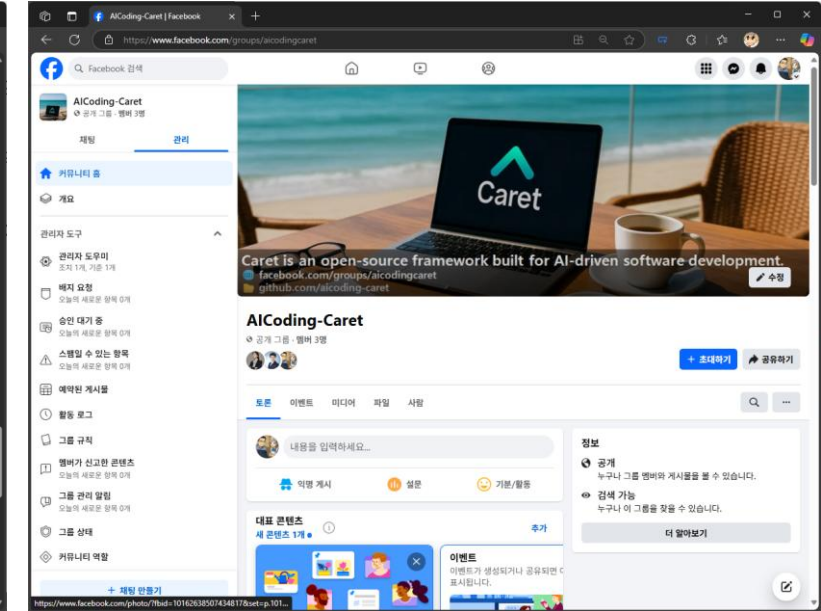 AICoding-Caret | Facebook
https://www.facebook.com/groups/aicodingcaret
Facebook 검색
AICoding-Caret
공개 그룹 · 멤버 3명
채팅 관리
커뮤니티 홈
개요
관리자 도구
관리자 도우미
조치 1개, 기준 1개
배지 요청
오늘의 새로운 항목 0개
승인 대기 중
오늘의 새로운 항목 0개
스팸일 수 있는 항목
오늘의 새로운 항목 0개
예약된 게시물
활동 로그
그룹 규칙
멤버가 신고한 콘텐츠
오늘의 새로운 항목 0개
그룹 관리 알림
오늘의 새로운 항목 0개
그룹 상태
커뮤니티 역할
+ 채팅 만들기
https://www.facebook.com/photo/?fbid=10162638507434817&set=p.101...
Caret
Caret is an open-source framework built for AI-driven software development.
facebook.com/groups/aicodingcaret
github.com/aicoding-caret
수정
AICoding-Caret
공개 그룹 · 멤버 3명
+ 초대하기 공유하기
토론 이벤트 미디어 파일 사람
내용을 입력하세요...
익명 게시 설문 기분/활동
대표 콘텐츠
새 콘텐츠 1개
추가
이벤트
이벤트가 생성되거나 공유되면
표시됩니다.
정보
공개
누구나 그룹 멤버와 게시물을 볼 수 있습니다.
검색 가능
누구나 이 그룹을 찾을 수 있습니다.
더 알아보기